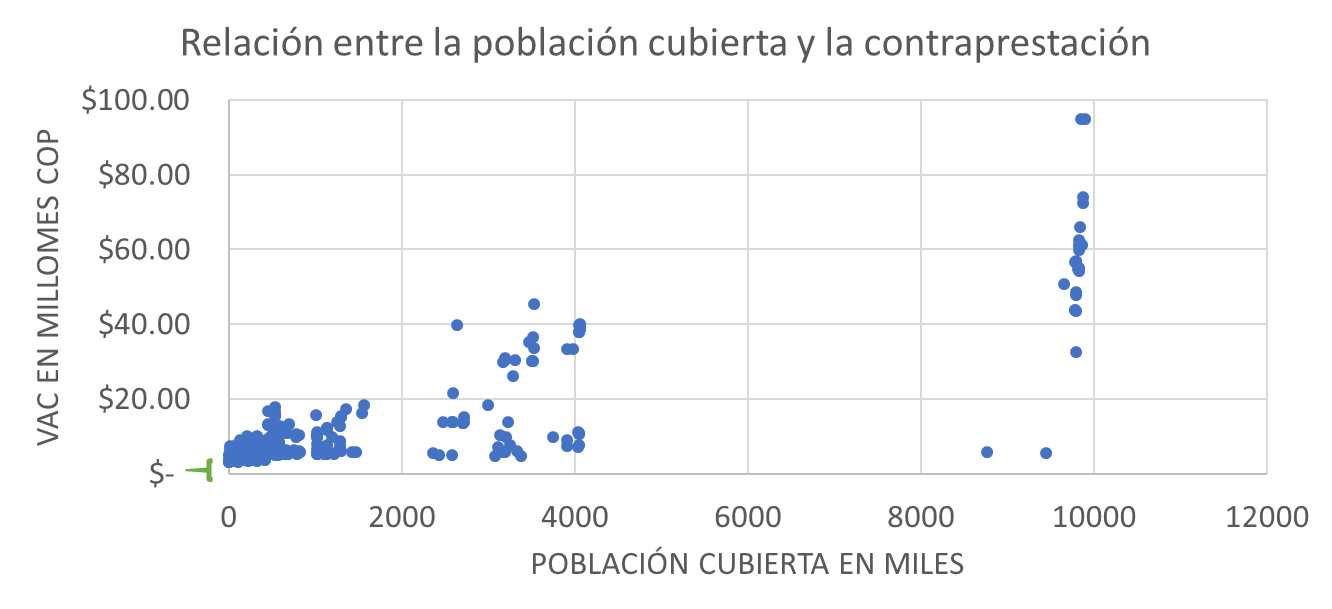 Relación entre la población cubierta y la contraprestación
VAC EN MILLOMES COP
$100.00
$80.00
$60.00
$40.00
$20.00
$-
0 2000 4000 6000 8000 10000 12000
POBLACIÓN CUBIERTA EN MILES